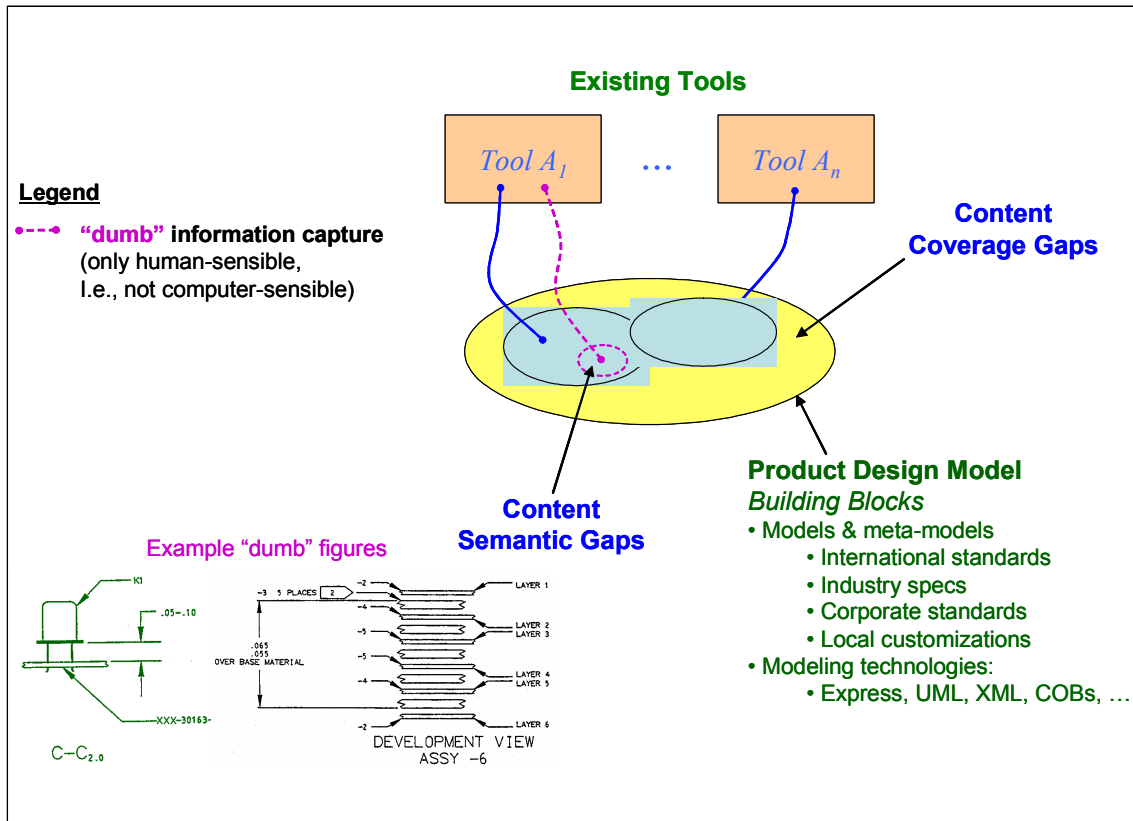 Existing Tools
Tool A1
...
Tool An
Legend
“dumb” information capture
(only human-sensible,
I.e., not computer-sensible)
Content
Coverage Gaps
Content
Semantic Gaps
Product Design Model
Building Blocks
• Models & meta-models
• International standards
• Industry specs
• Corporate standards
• Local customizations
• Modeling technologies:
• Express, UML, XML, COBs, …
Example “dumb” figures
K1
.05-.10
XXX-30163-
C-C2.0
-2
LAYER 1
-3 5 PLACES 2
-4
LAYER 2
-5
LAYER 3
.065
.055
OVER BASE MATERIAL
-5
LAYER 4
-4
LAYER 5
-2
LAYER 6
DEVELOPMENT VIEW
ASSY -6